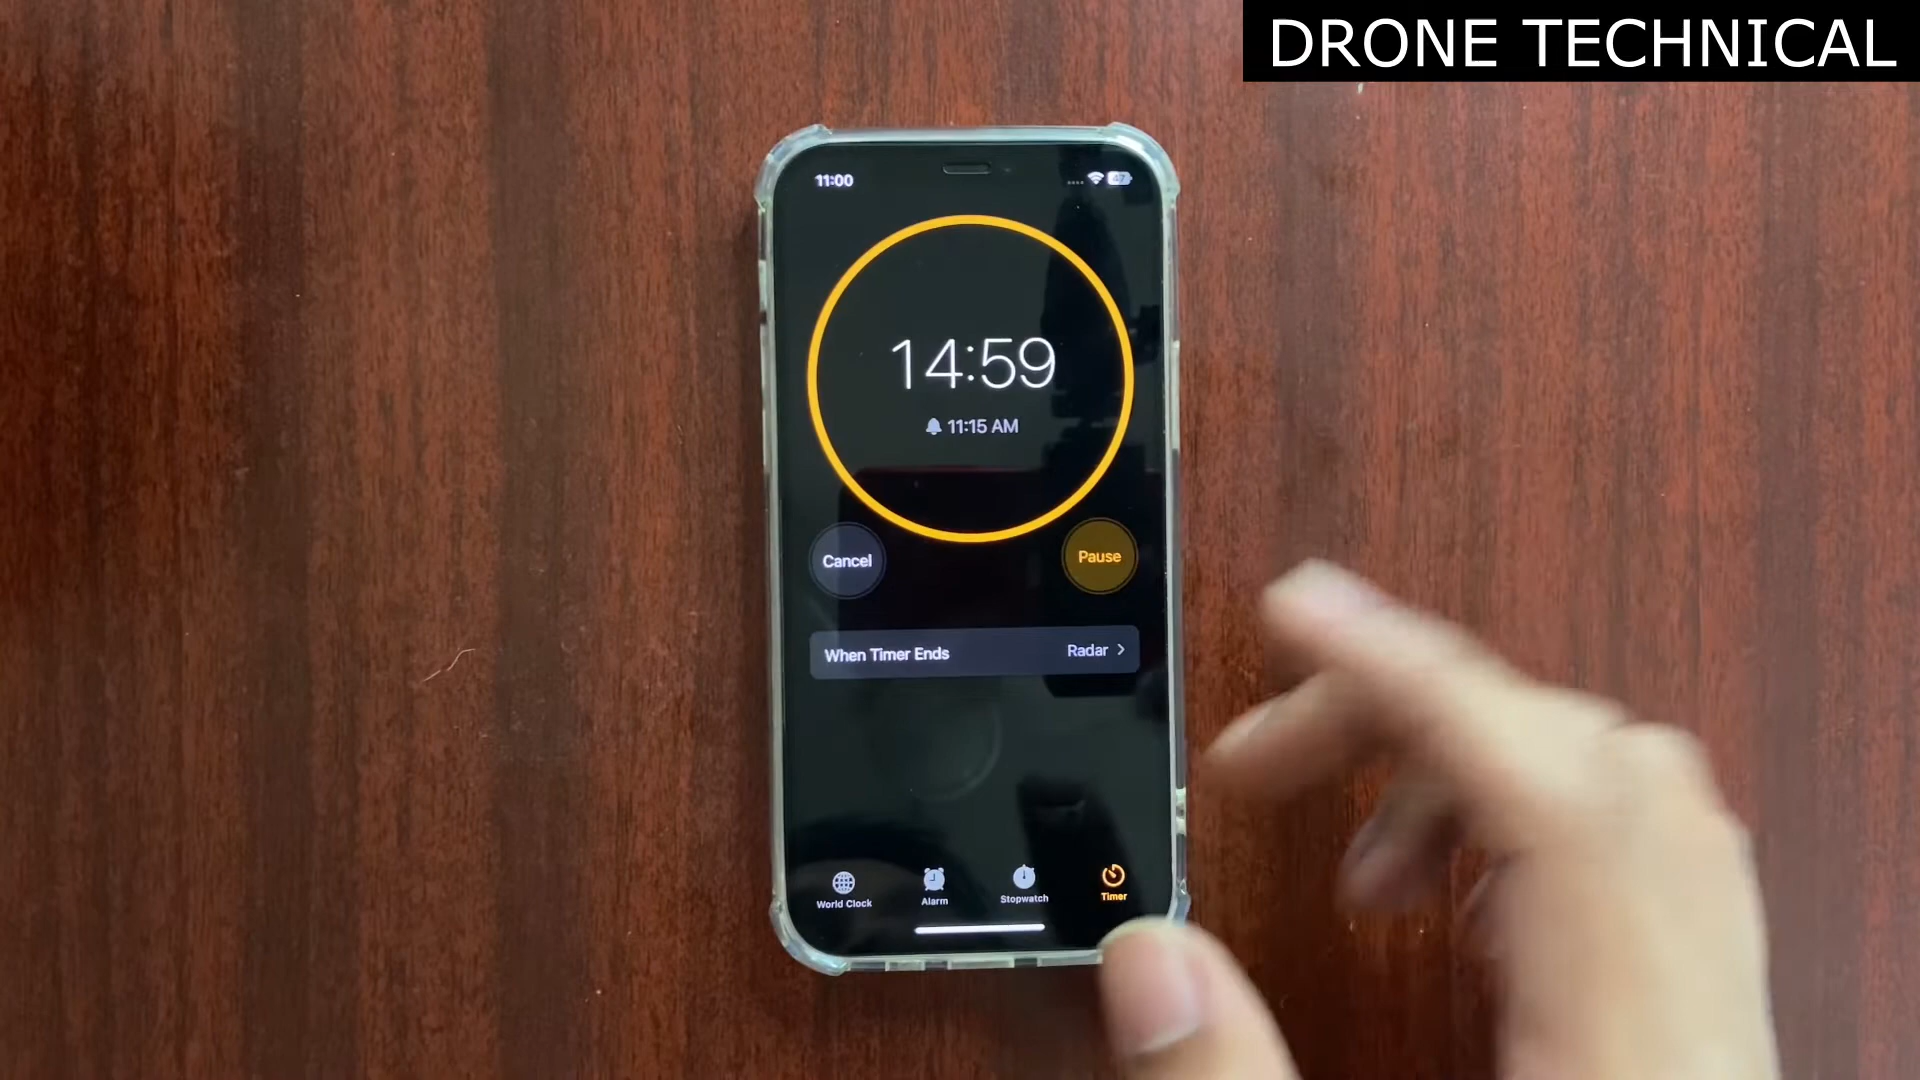 DRONE TECHNICAL
11:00
47
14:59
11:15 AM
Cancel
Pause
When Timer Ends
Radar
World Clock
Alarm
Stopwatch
Timer